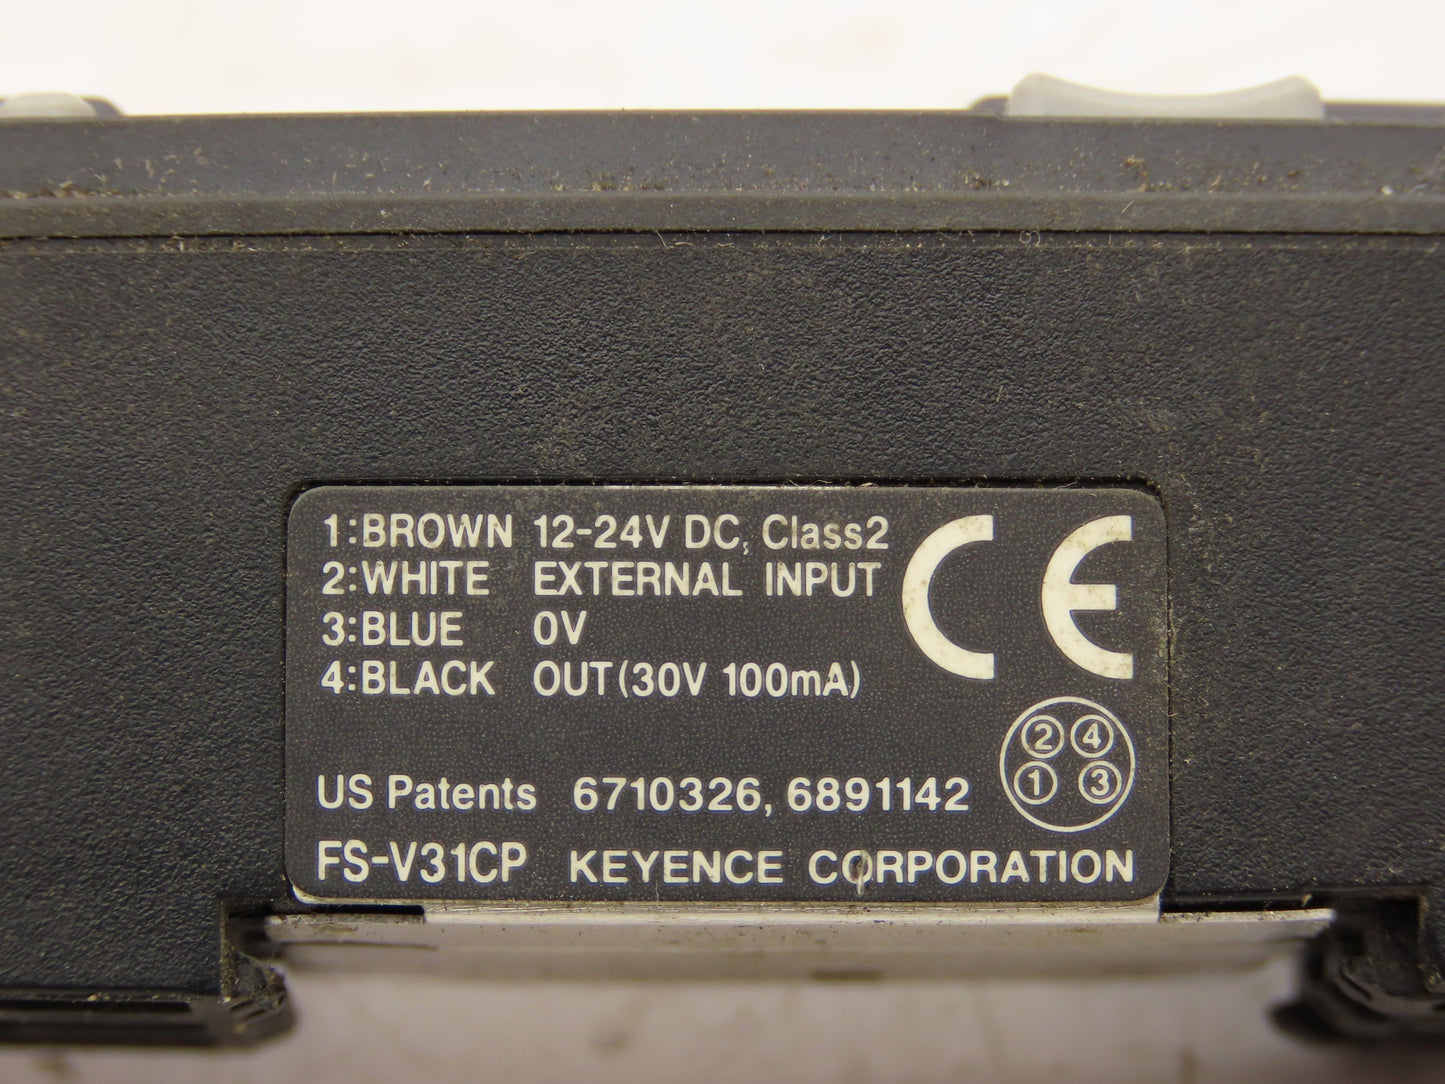 1:BROWN 12-24V DC, Class2
2:WHITE EXTERNAL INPUT
3:BLUE 0V
4:BLACK OUT(30V 100mA)
CE
2 4
1 3
US Patents 6710326, 6891142
FS-V31CP KEYENCE CORPORATION